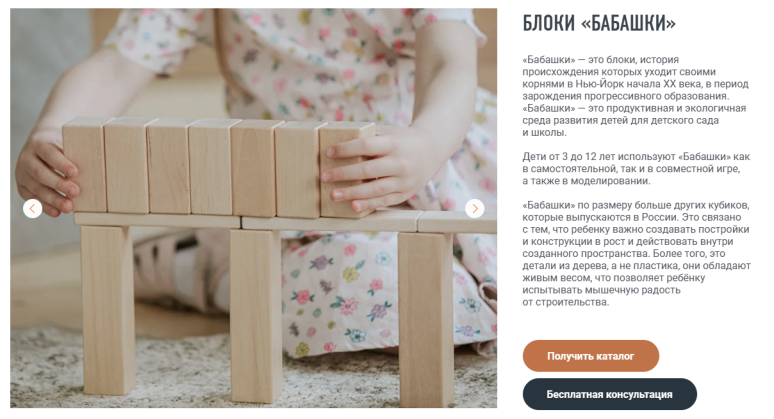 БЛОКИ «БАБАШКИ»
«Бабашки» — это блоки, история
происхождения которых уходит своими
корнями в Нью-Йорк начала XX века, в период
зарождения прогрессивного образования.
«Бабашки» — это продуктивная и экологичная
среда развития детей для детского сада
и школы.
Дети от 3 до 12 лет используют «Бабашки» как
в самостоятельной, так и в совместной игре,
а также в моделировании.
«Бабашки» по размеру больше других кубиков,
которые выпускаются в России. Это связано
с тем, что ребенку важно создавать постройки
и конструкции в рост и действовать внутри
созданного пространства. Более того, это
детали из дерева, а не пластика, они обладают
живым весом, что позволяет ребёнку
испытывать мышечную радость
от строительства.
Получить каталог
Бесплатная консультация